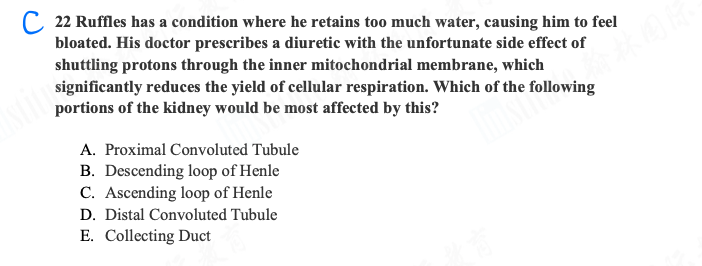 C 22 Ruffles has a condition where he retains too much water, causing him to feel
bloated. His doctor prescribes a diuretic with the unfortunate side effect of
shuttling protons through the inner mitochondrial membrane, which
significantly reduces the yield of cellular respiration. Which of the following
portions of the kidney would be most affected by this?
A. Proximal Convoluted Tubule
B. Descending loop of Henle
C. Ascending loop of Henle
D. Distal Convoluted Tubule
E. Collecting Duct